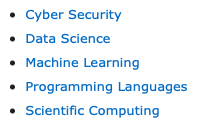 Cyber Security
Data Science
Machine Learning
Programming Languages
Scientific Computing